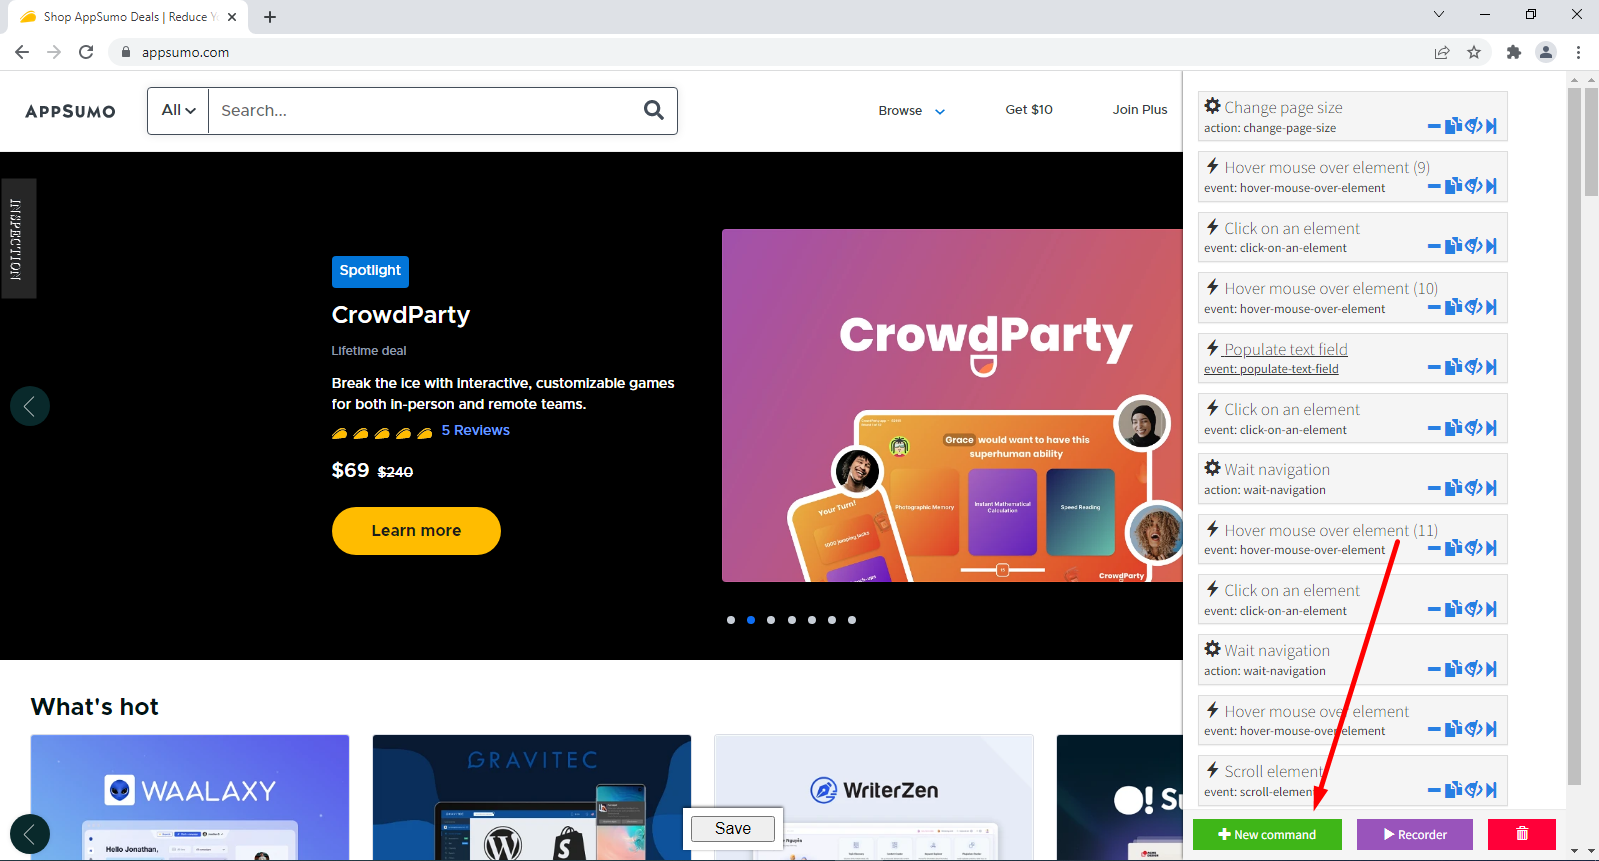 Shop AppSumo Deals | Reduce Y
appsumo.com
APPSUMO
All
Search...
Browse
Get $10
Join Plus
INSPECTION
Spotlight
CrowdParty
Lifetime deal
Break the ice with interactive, customizable games
for both in-person and remote teams.
5 Reviews
$69 $240
Learn more
CrowdParty
Grace would want to have this
superhuman ability
Your Turn!
Photographic Memory
Instant Mathematical
Calculation
Speed Reading
1000 jumping jacks
11
CrowdParty
What's hot
WAALAXY
Hello Jonathan,
GRAVITEC
WriterZen
Save
Change page size
action: change-page-size
Hover mouse over element (9)
event: hover-mouse-over-element
Click on an element
event: click-on-an-element
Hover mouse over element (10)
event: hover-mouse-over-element
Populate text field
event: populate-text-field
Click on an element
event: click-on-an-element
Wait navigation
action: wait-navigation
Hover mouse over element (11)
event: hover-mouse-over-element
Click on an element
event: click-on-an-element
Wait navigation
action: wait-navigation
Hover mouse over element
event: hover-mouse-over-element
Scroll element
event: scroll-element
New command
Recorder